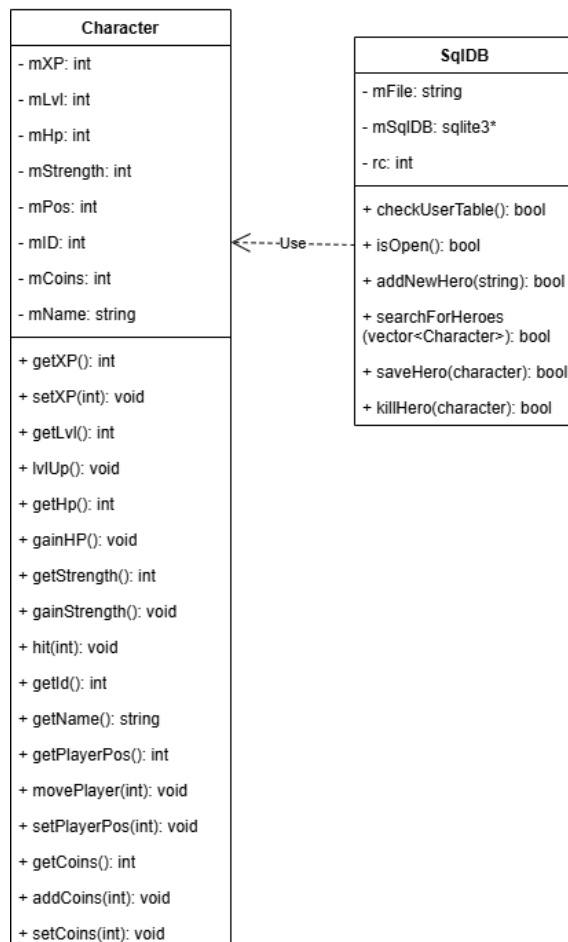 Character
- mXP: int
- mLvl: int
- mHp: int
- mStrength: int
- mPos: int
- mID: int
- mCoins: int
- mName: string
+ getXP(): int
+ setXP(int): void
+ getLvl(): int
+ lvlUp(): void
+ getHp(): int
+ gainHP(): void
+ getStrength(): int
+ gainStrength(): void
+ hit(int): void
+ getId(): int
+ getName(): string
+ getPlayerPos(): int
+ movePlayer(int): void
+ setPlayerPos(int): void
+ getCoins(): int
+ addCoins(int): void
+ setCoins(int): void
Use
SqlDB
- mFile: string
- mSqlDB: sqlite3*
- rc: int
+ checkUserTable(): bool
+ isOpen(): bool
+ addNewHero(string): bool
+ searchForHeroes
(vector<Character>): bool
+ saveHero(character): bool
+ killHero(character): bool